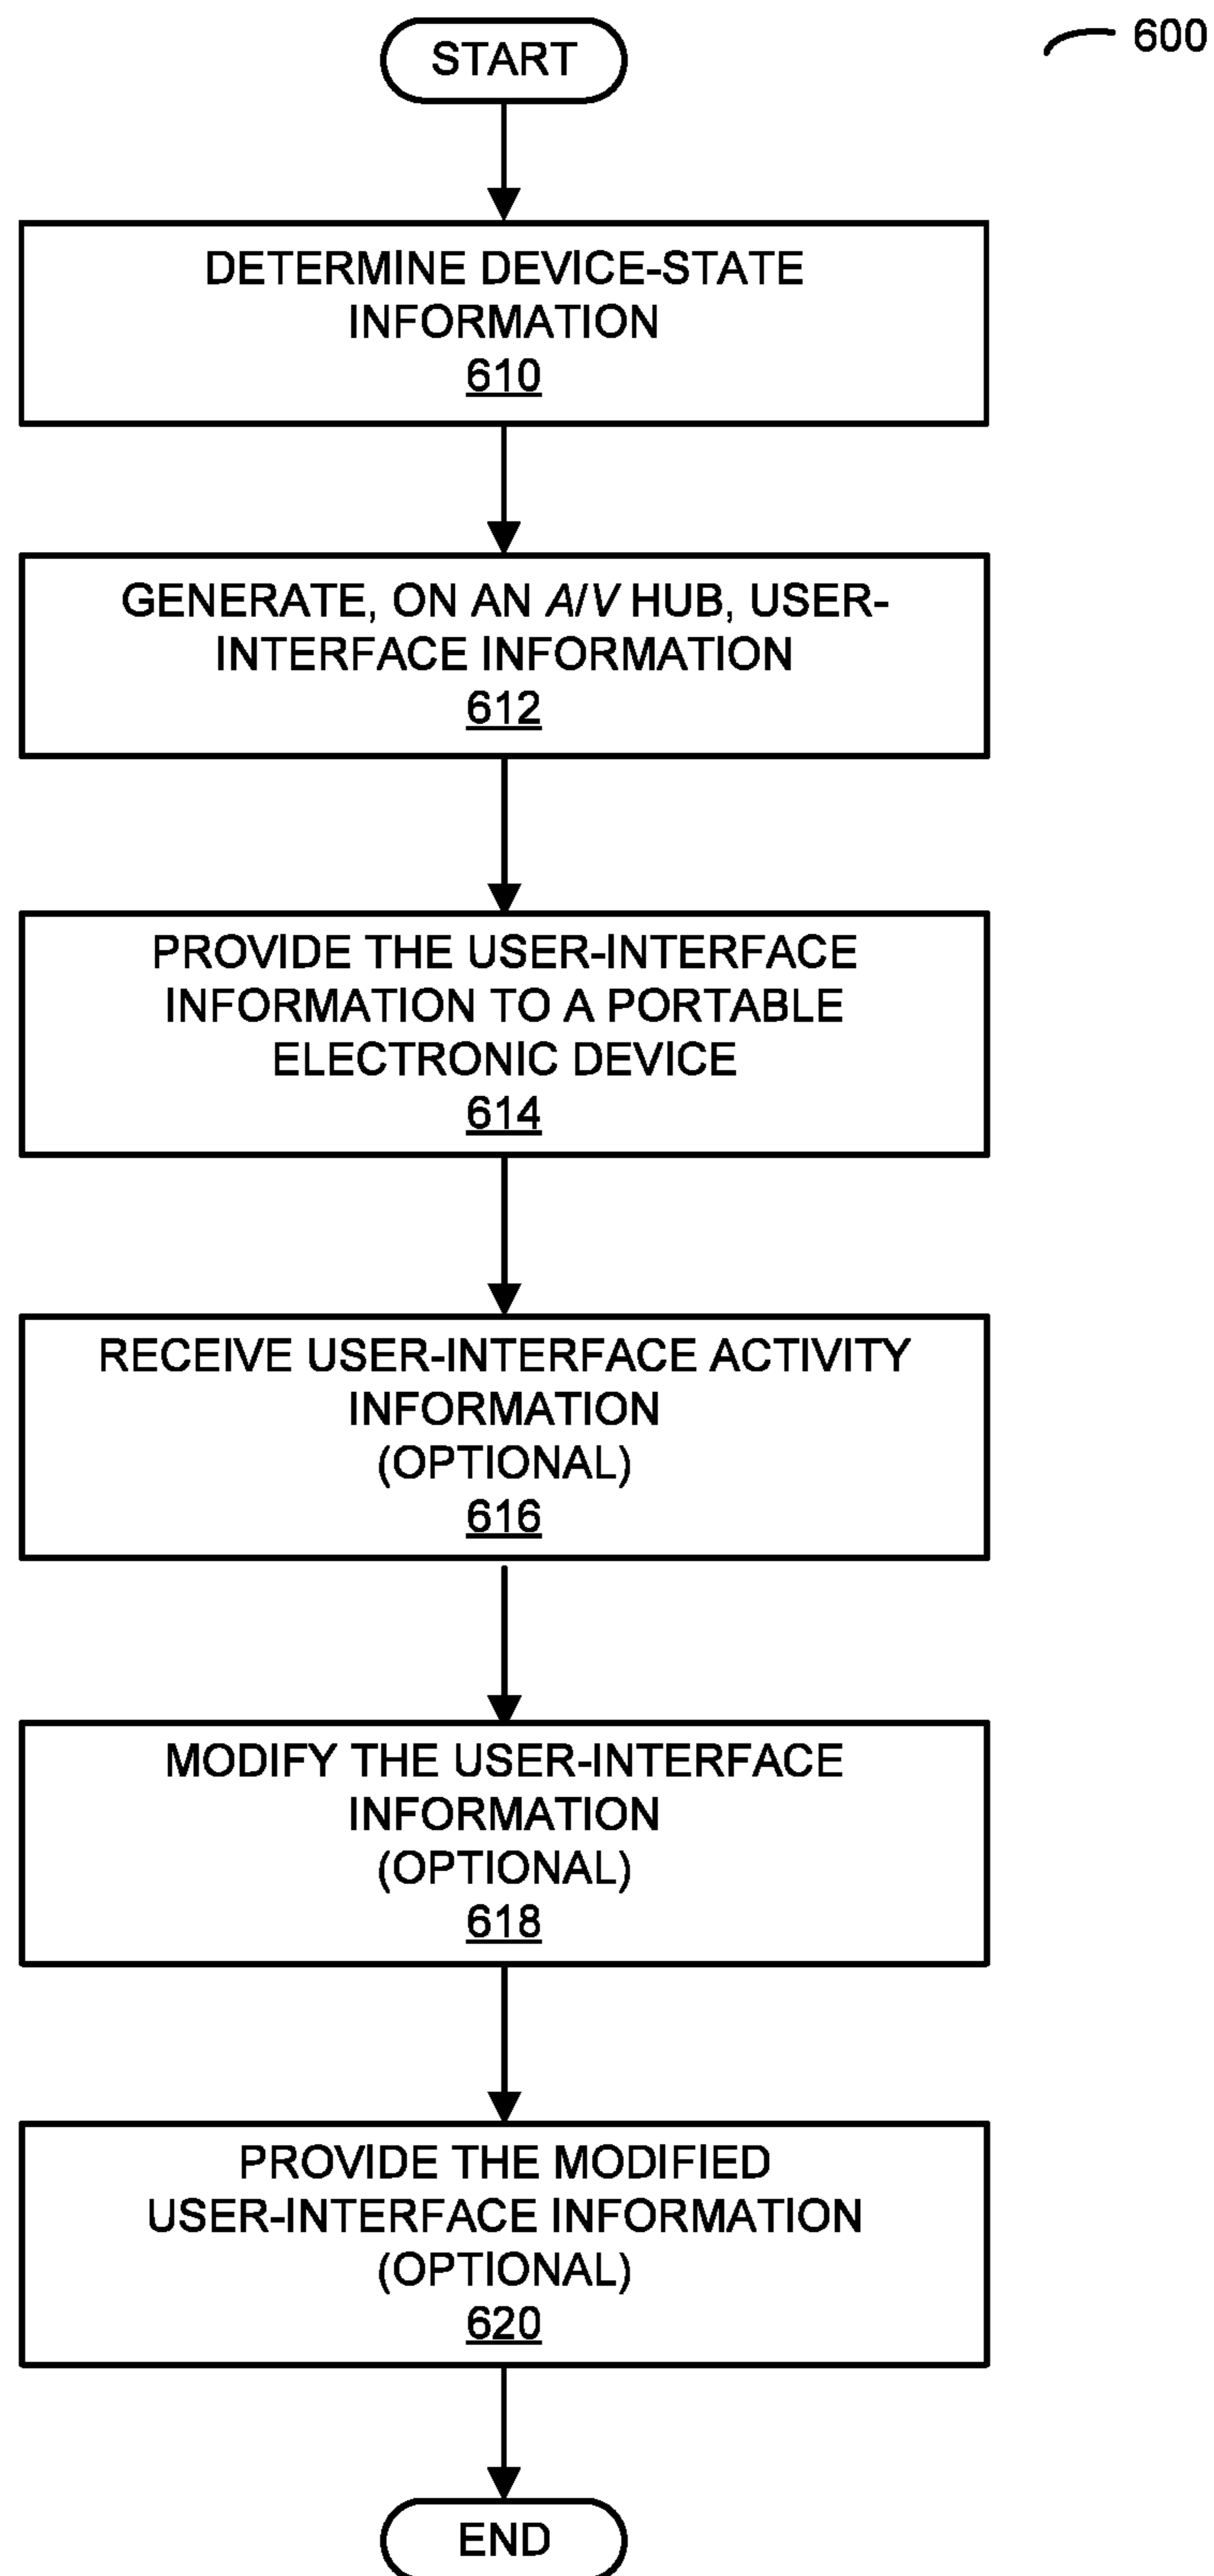 START
600
DETERMINE DEVICE-STATE
INFORMATION
610
GENERATE, ON AN A/V HUB, USER-
INTERFACE INFORMATION
612
PROVIDE THE USER-INTERFACE
INFORMATION TO A PORTABLE
ELECTRONIC DEVICE
614
RECEIVE USER-INTERFACE ACTIVITY
INFORMATION
(OPTIONAL)
616
MODIFY THE USER-INTERFACE
INFORMATION
(OPTIONAL)
618
PROVIDE THE MODIFIED
USER-INTERFACE INFORMATION
(OPTIONAL)
620
END